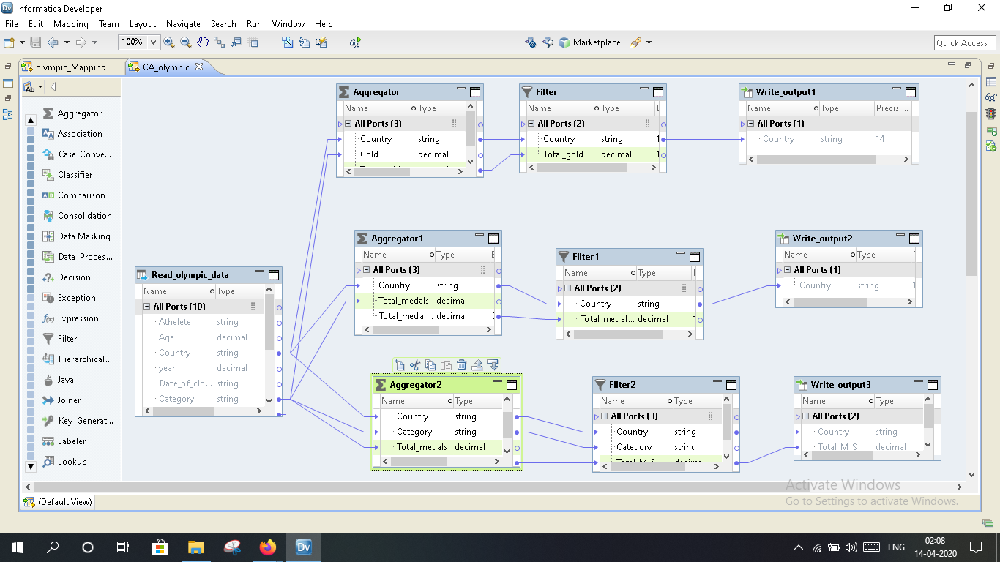 Informatica Developer
File Edit Mapping Team Layout Navigate Search Run Window Help
100% Marketplace Quick Access
olympic_Mapping CA_olympic
Ab
Aggregator
Association
Case Conve...
Classifier
Comparison
Consolidation
Data Masking
Data Proces...
Decision
Exception
Expression
Filter
Hierarchical...
Java
Joiner
Key Generat...
Labeler
Lookup
Read_olympic_data
Name Type
All Ports (10)
Athelete string
Age decimal
Country string
year decimal
Date_of_clo... string
Category string
Aggregator
Name Type
All Ports (3)
Country string
Gold decimal
Filter
Name Type L
All Ports (2)
Country string 1
Total_gold decimal 1
Write_output1
Name Type Precisi...
All Ports (1)
Country string 14
Aggregator1
Name Type E
All Ports (3)
Country string
Total_medals decimal
Total_medal... decimal
Filter1
Name Type L
All Ports (2)
Country string 1
Total_medal... decimal 1
Write_output2
Name Type
All Ports (1)
Country string 1
Aggregator2
Name Type
Country string
Category string
Total_medals decimal
Filter2
Name Type
All Ports (3)
Country string
Category string
Total_M_S decimal
Write_output3
Name Type
All Ports (2)
Country string
Total_M_S decimal
Activate Windows
Go to Settings to activate Windows.
(Default View)
Dv
ENG
02:08
14-04-2020